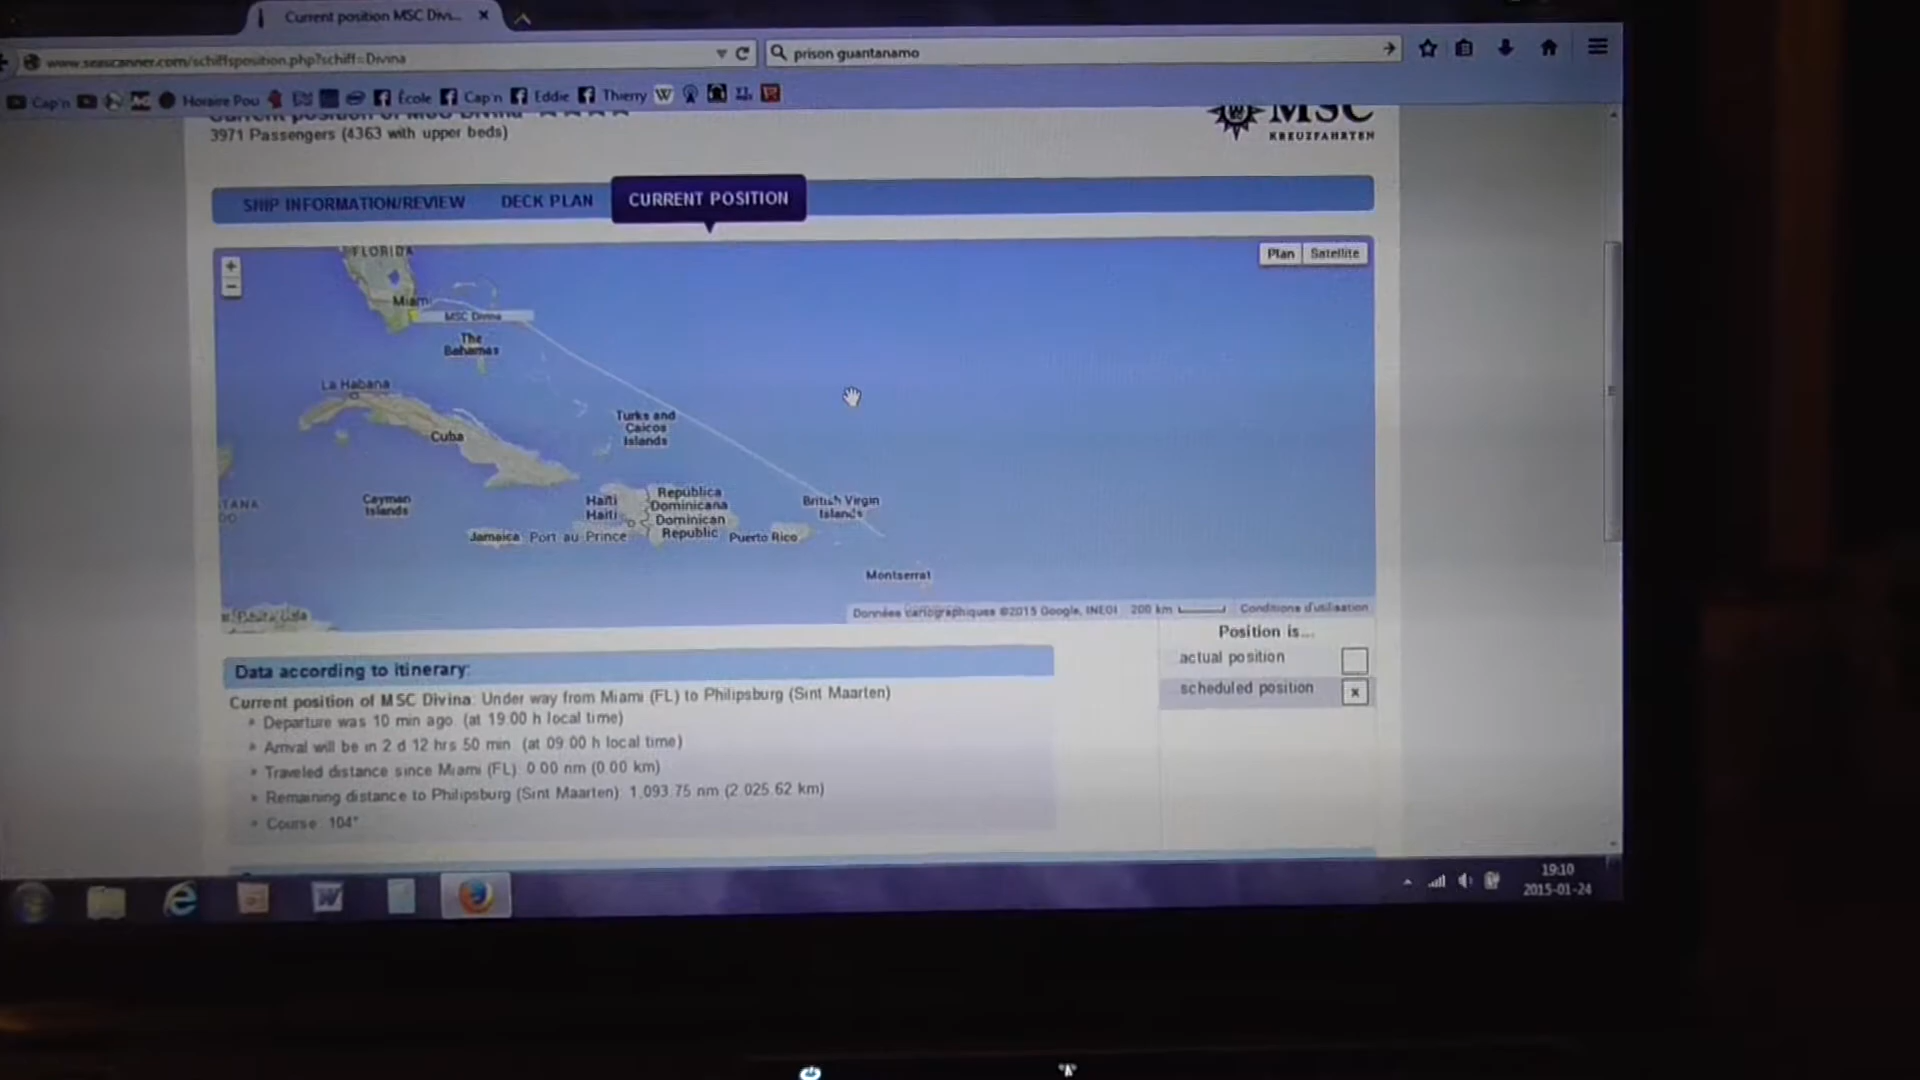 Current position MSC Divi...
www.seascanner.com/schiffsposition.php?schiff=Divina
prison guantanamo
Cap'n
Horaire Pou
École
Cap'n
Eddie
Thierry
Current position of MSC Divina
3971 Passengers (4363 with upper beds)
MSC
KREUZFAHRTEN
SHIP INFORMATION/REVIEW
DECK PLAN
CURRENT POSITION
+
−
Plan
Satellite
FLORIDA
Miami
MSC Divina
The
Bahamas
La Habana
Cuba
Turks and
Caicos
Islands
Cayman
Islands
Haïti
Haiti
República
Dominicana
Dominican
Republic
British Virgin
Islands
Jamaica
Port au Prince
Puerto Rico
Montserrat
Données cartographiques ©2015 Google, INEGI
200 km
Conditions d'utilisation
Position is...
actual position
scheduled position
x
Data according to itinerary:
Current position of MSC Divina: Under way from Miami (FL) to Philipsburg (Sint Maarten)
Departure was 10 min ago. (at 19:00 h local time)
Arrival will be in 2 d 12 hrs 50 min. (at 09:00 h local time)
Traveled distance since Miami (FL): 0.00 nm (0.00 km)
Remaining distance to Philipsburg (Sint Maarten): 1,093.75 nm (2,025.62 km)
Course: 104°
19:10
2015-01-24